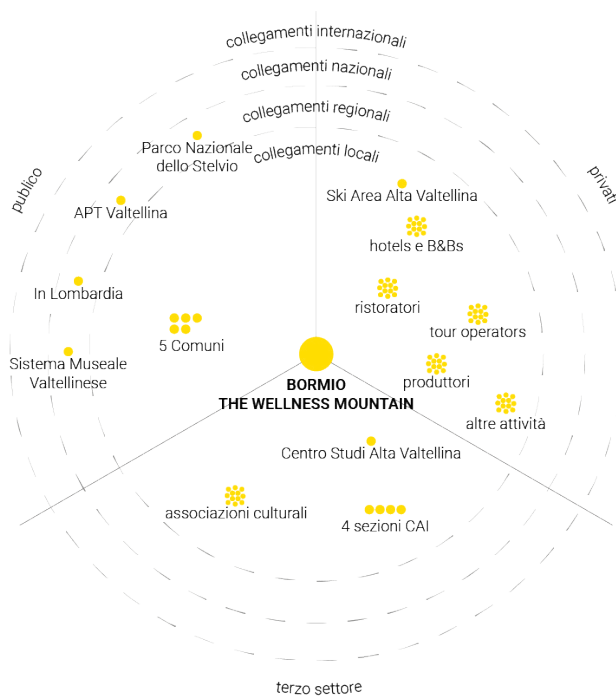 collegamenti internazionali
collegamenti nazionali
collegamenti regionali
collegamenti locali
publico
privati
Parco Nazionale
dello Stelvio
APT Valtellina
In Lombardia
5 Comuni
Sistema Museale
Valtellinese
Ski Area Alta Valtellina
hotels e B&Bs
ristoratori
tour operators
produttori
altre attività
BORMIO
THE WELLNESS MOUNTAIN
Centro Studi Alta Valtellina
associazioni culturali
4 sezioni CAI
terzo settore